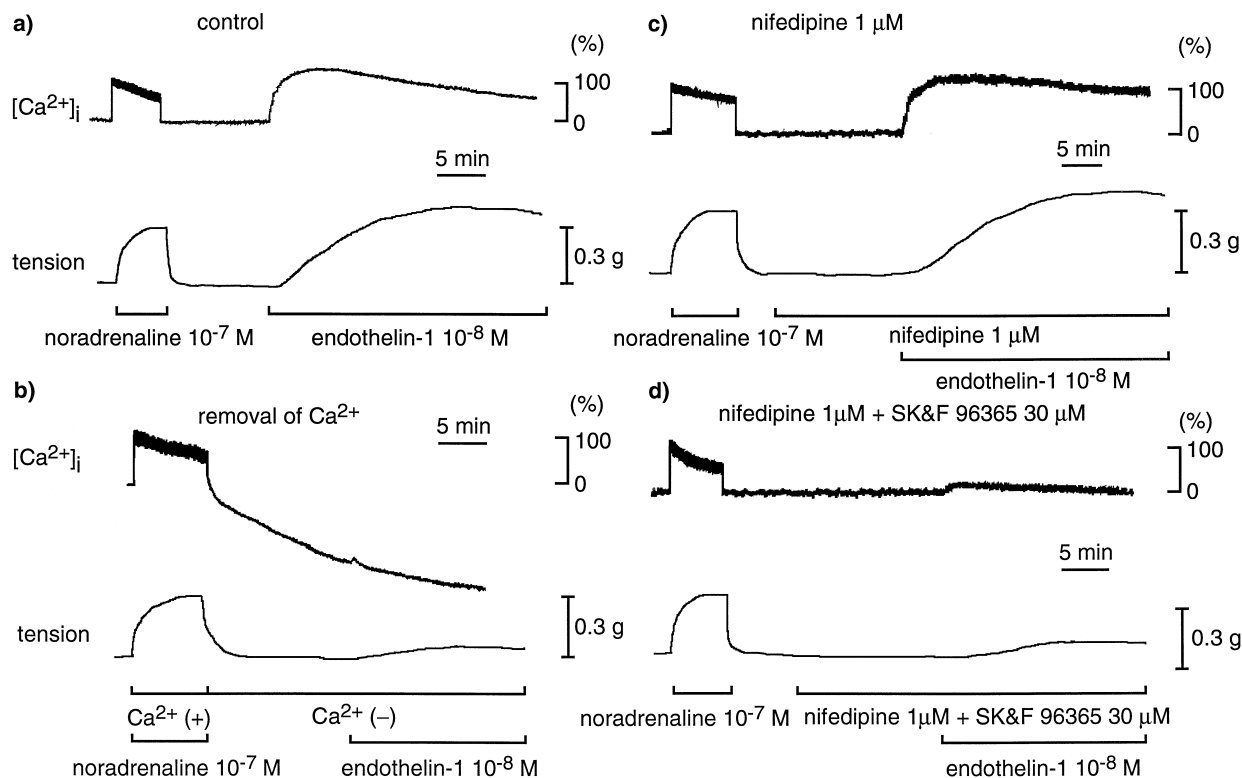 a) control
(%)
100
0
[Ca2+]i
5 min
tension
0.3 g
noradrenaline 10-7 M
endothelin-1 10-8 M
c) nifedipine 1 μM
(%)
100
0
5 min
0.3 g
noradrenaline 10-7 M
nifedipine 1 μM
endothelin-1 10-8 M
b) removal of Ca2+
5 min
(%)
100
0
[Ca2+]i
tension
0.3 g
Ca2+ (+)
Ca2+ (–)
noradrenaline 10-7 M
endothelin-1 10-8 M
d) nifedipine 1μM + SK&F 96365 30 μM
(%)
100
0
5 min
0.3 g
noradrenaline 10-7 M
nifedipine 1μM + SK&F 96365 30 μM
endothelin-1 10-8 M